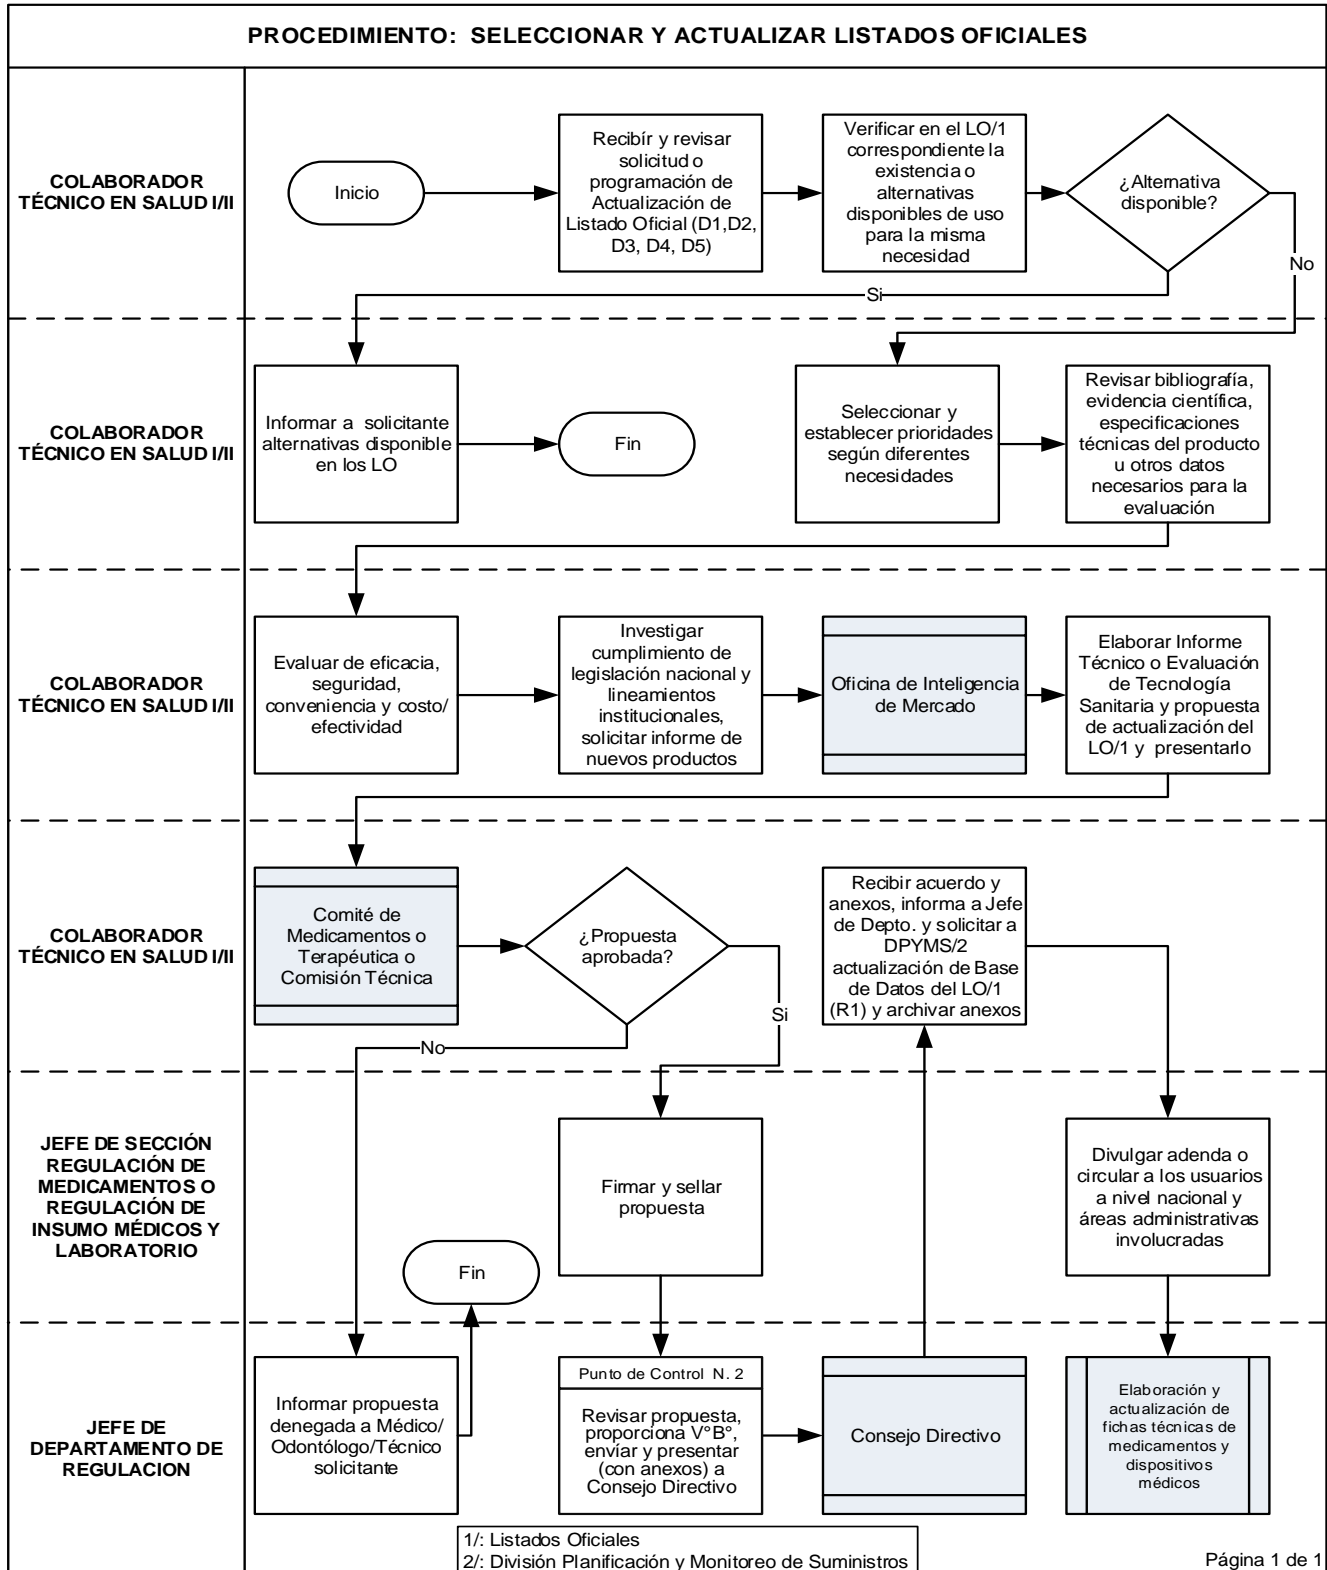 PROCEDIMIENTO: SELECCIONAR Y ACTUALIZAR LISTADOS OFICIALES
COLABORADOR
TÉCNICO EN SALUD I/II
Inicio
Recibír y revisar
solicitud o
programación de
Actualización de
Listado Oficial (D1,D2,
D3, D4, D5)
Verificar en el LO/1
correspondiente la
existencia o
alternativas
disponibles de uso
para la misma
necesidad
¿Alternativa
disponible?
No
Si
COLABORADOR
TÉCNICO EN SALUD I/II
Informar a solicitante
alternativas disponible
en los LO
Fin
Seleccionar y
establecer prioridades
según diferentes
necesidades
Revisar bibliografía,
evidencia científica,
especificaciones
técnicas del producto
u otros datos
necesarios para la
evaluación
COLABORADOR
TÉCNICO EN SALUD I/II
Evaluar de eficacia,
seguridad,
conveniencia y costo/
efectividad
Investigar
cumplimiento de
legislación nacional y
lineamientos
institucionales,
solicitar informe de
nuevos productos
Oficina de Inteligencia
de Mercado
Elaborar Informe
Técnico o Evaluación
de Tecnología
Sanitaria y propuesta
de actualización del
LO/1 y presentarlo
COLABORADOR
TÉCNICO EN SALUD I/II
Comité de
Medicamentos o
Terapéutica o
Comisión Técnica
¿Propuesta
aprobada?
Si
No
Recibir acuerdo y
anexos, informa a Jefe
de Depto. y solicitar a
DPYMS/2
actualización de Base
de Datos del LO/1
(R1) y archivar anexos
JEFE DE SECCIÓN
REGULACIÓN DE
MEDICAMENTOS O
REGULACIÓN DE
INSUMO MÉDICOS Y
LABORATORIO
Firmar y sellar
propuesta
Divulgar adenda o
circular a los usuarios
a nivel nacional y
áreas administrativas
involucradas
Fin
JEFE DE
DEPARTAMENTO DE
REGULACION
Informar propuesta
denegada a Médico/
Odontólogo/Técnico
solicitante
Punto de Control N. 2
Revisar propuesta,
proporciona V°B°,
envíar y presentar
(con anexos) a
Consejo Directivo
Consejo Directivo
Elaboración y
actualización de
fichas técnicas de
medicamentos y
dispositivos
médicos
1/: Listados Oficiales
2/: División Planificación y Monitoreo de Suministros
Página 1 de 1